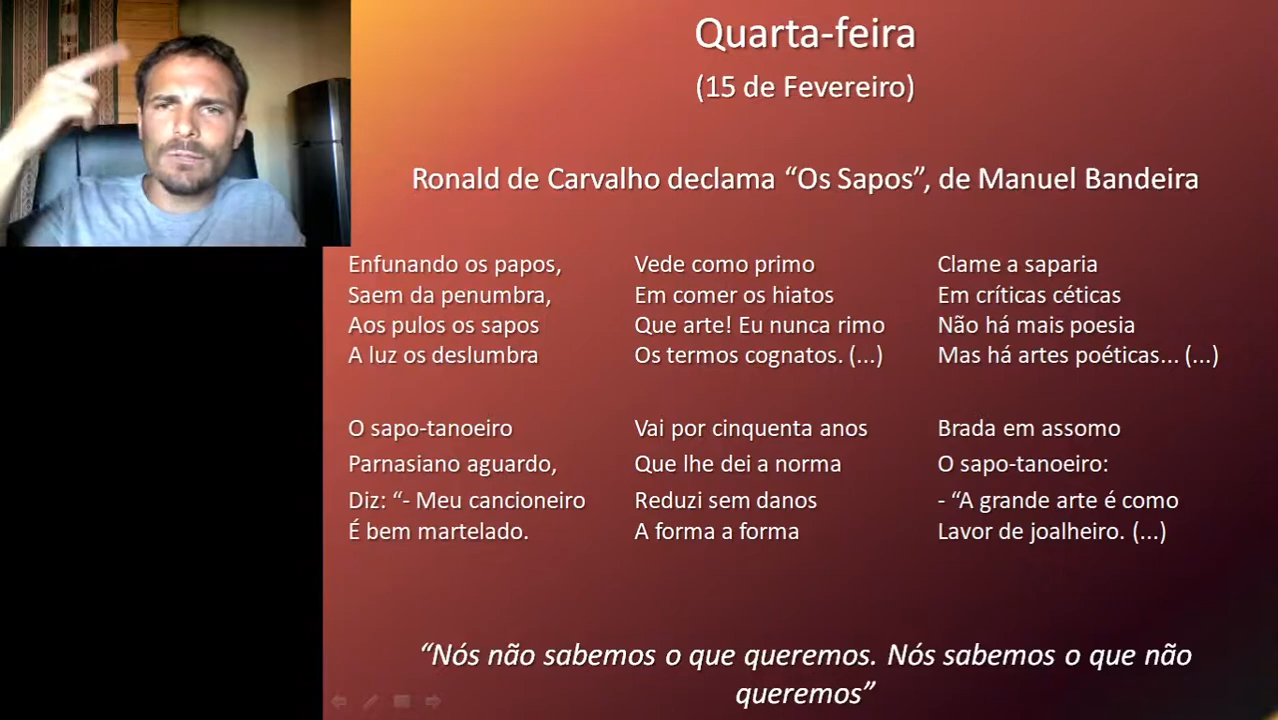 Quarta-feira
(15 de Fevereiro)
Ronald de Carvalho declama “Os Sapos”, de Manuel Bandeira
Enfunando os papos,
Saem da penumbra,
Aos pulos os sapos
A luz os deslumbra
O sapo-tanoeiro
Parnasiano aguardo,
Diz: “- Meu cancioneiro
É bem martelado.
Vede como primo
Em comer os hiatos
Que arte! Eu nunca rimo
Os termos cognatos. (...)
Vai por cinquenta anos
Que lhe dei a norma
Reduzi sem danos
A forma a forma
Clame a saparia
Em críticas céticas
Não há mais poesia
Mas há artes poéticas... (...)
Brada em assomo
O sapo-tanoeiro:
- “A grande arte é como
Lavor de joalheiro. (...)
“Nós não sabemos o que queremos. Nós sabemos o que não
queremos”